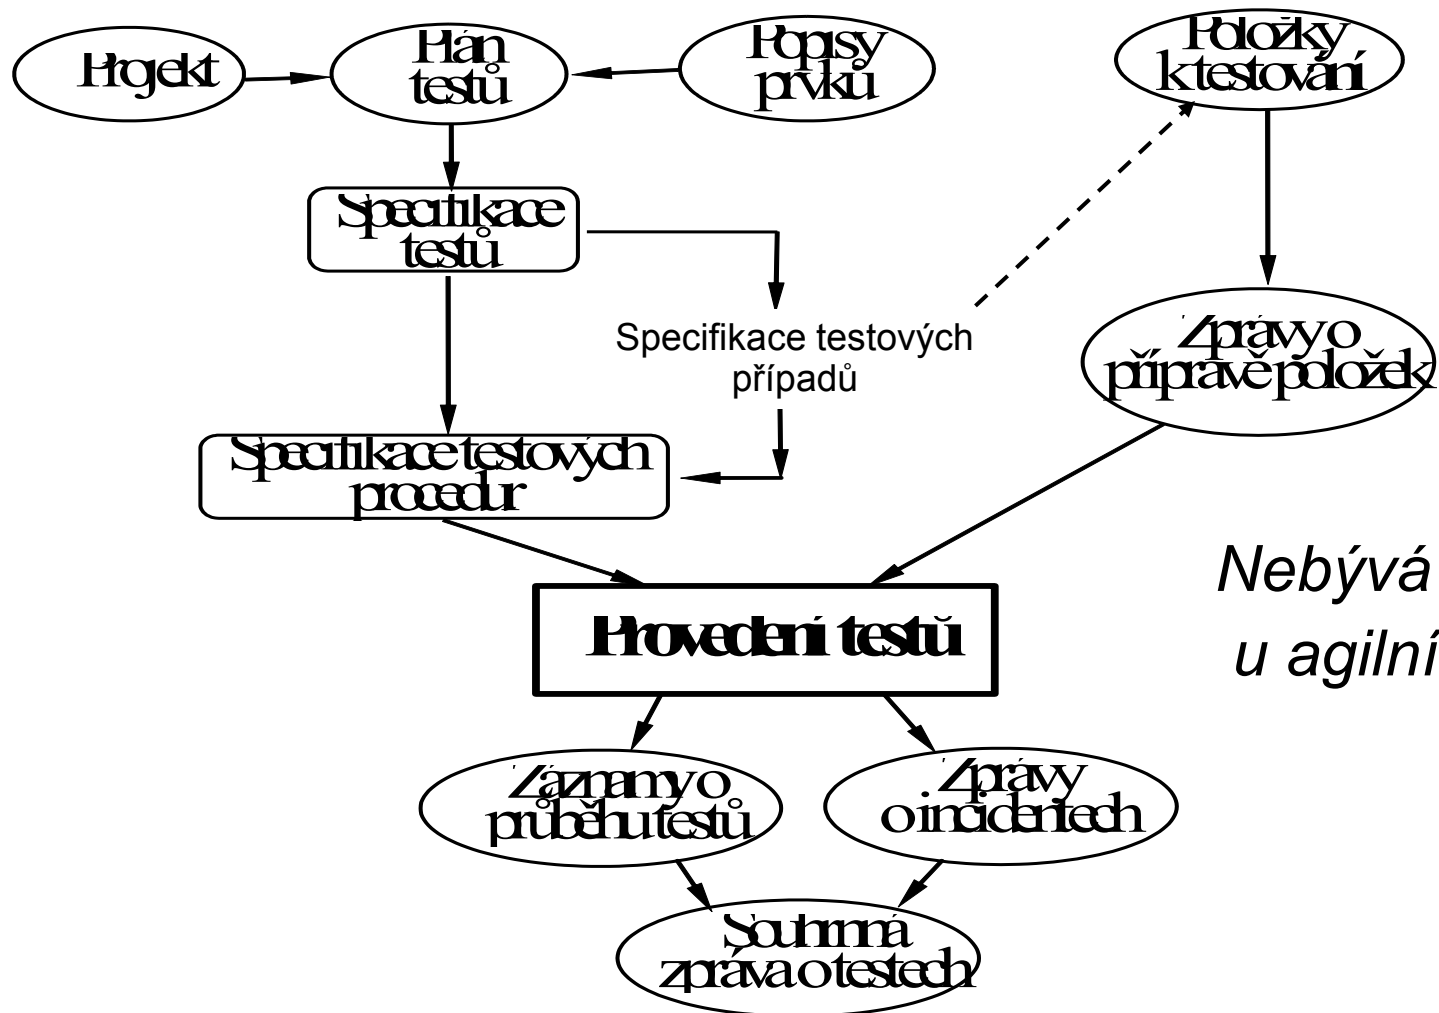 Projekt
Plán
testů
Popisy
prvků
Položky
k testování
Specifikace
testů
Specifikace testových
případů
Zprávy o
přípravě položek
Specifikace testových
procedur
Nebývá
u agilní
Provedení testů
Záznamy o
průběhu testů
Zprávy
o incidentech
Souhrnná
zpráva o testech